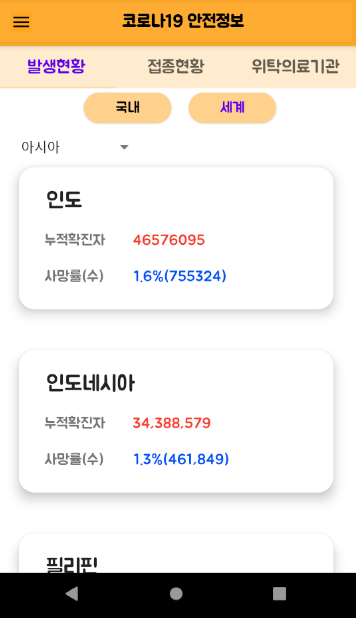 코로나19 안전정보
발생현황 접종현황 위탁의료기관
국내 세계
아시아
인도
누적확진자 46576095
사망률(수) 1.6%(755324)
인도네시아
누적확진자 34,388,579
사망률(수) 1.3%(461,849)
필리핀